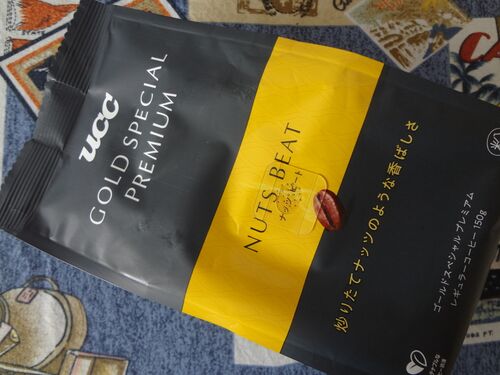 UCC
GOLD SPECIAL
PREMIUM
NUTS BEAT
ナッツビート
炒りたてナッツのような香ばしさ
ゴールドスペシャル プレミアム
レギュラーコーヒー 150g